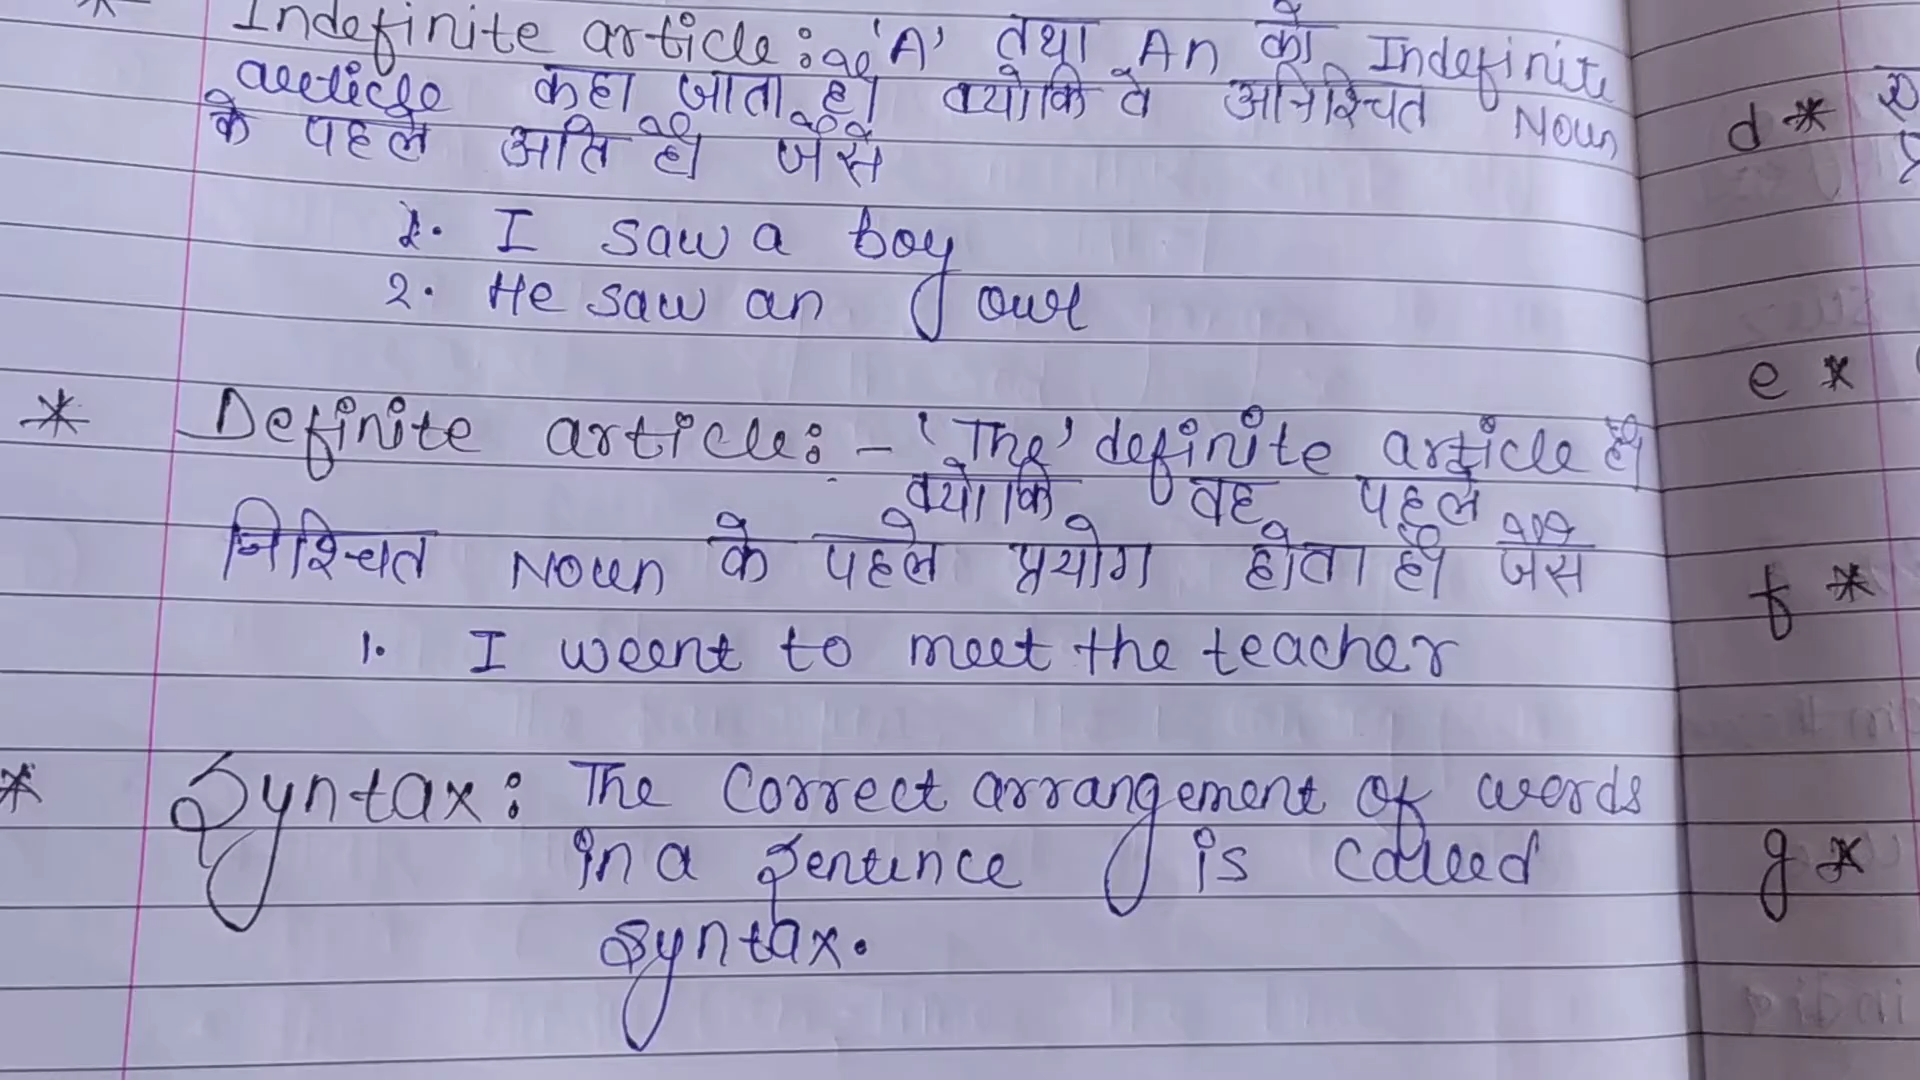 * Indefinite article : 'A' तथा An को Indefinite
article कहा जाता है। क्योकि वे अनिश्चित Noun
के पहले अति है। जैसे
1. I saw a boy
2. He saw an owl
* Definite article : - 'The' definite article है।
क्योकि वह पहले
निश्चित Noun के पहले प्रयोग होता है। जैसे
1. I weent to meet the teacher
* Syntax : The Correct arrangement of words
in a sentence is called
syntax.
d *
e *
f *
g *